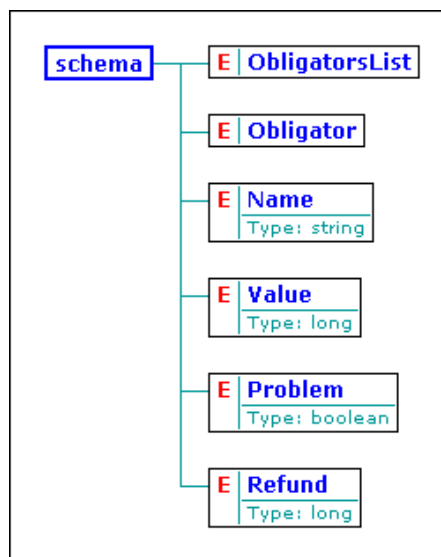 schema
E ObligatorsList
E Obligator
E Name
Type: string
E Value
Type: long
E Problem
Type: boolean
E Refund
Type: long